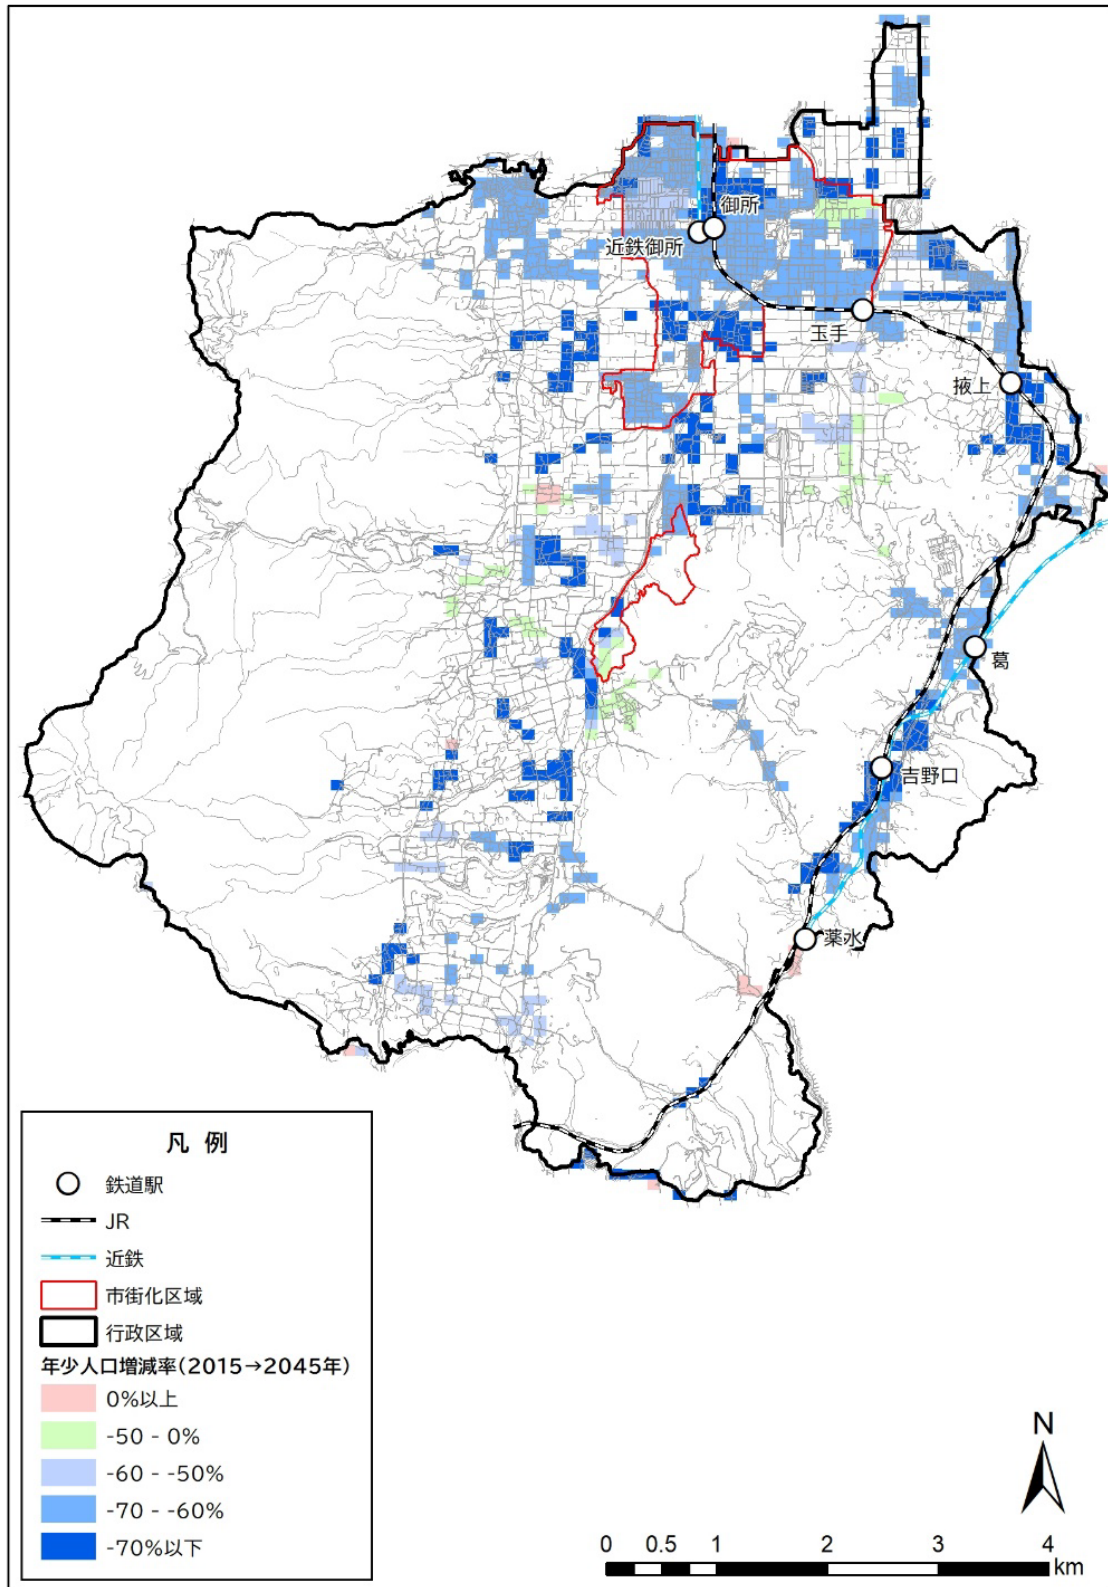 御所
近鉄御所
玉手
掖上
葛
吉野口
薬水
凡 例
鉄道駅
JR
近鉄
市街化区域
行政区域
年少人口増減率(2015→2045年)
0%以上
-50 - 0%
-60 - -50%
-70 - -60%
-70%以下
N
0 0.5 1 2 3 4
km